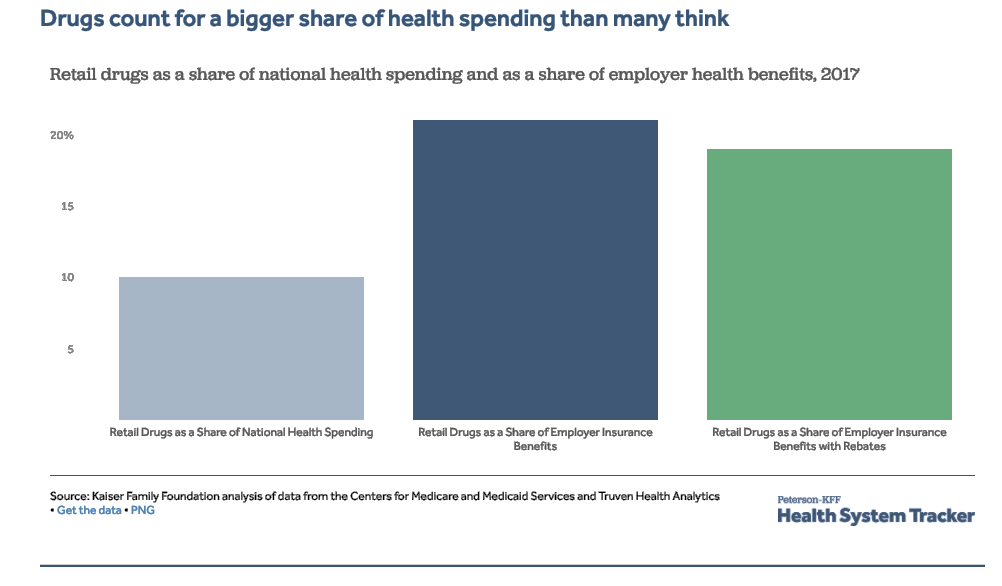 Drugs count for a bigger share of health spending than many think
Retail drugs as a share of national health spending and as a share of employer health benefits, 2017
20%
15
10
5
Retail Drugs as a Share of National Health Spending
Retail Drugs as a Share of Employer Insurance
Benefits
Retail Drugs as a Share of Employer Insurance
Benefits with Rebates
Source: Kaiser Family Foundation analysis of data from the Centers for Medicare and Medicaid Services and Truven Health Analytics
• Get the data • PNG
Peterson-KFF
Health System Tracker